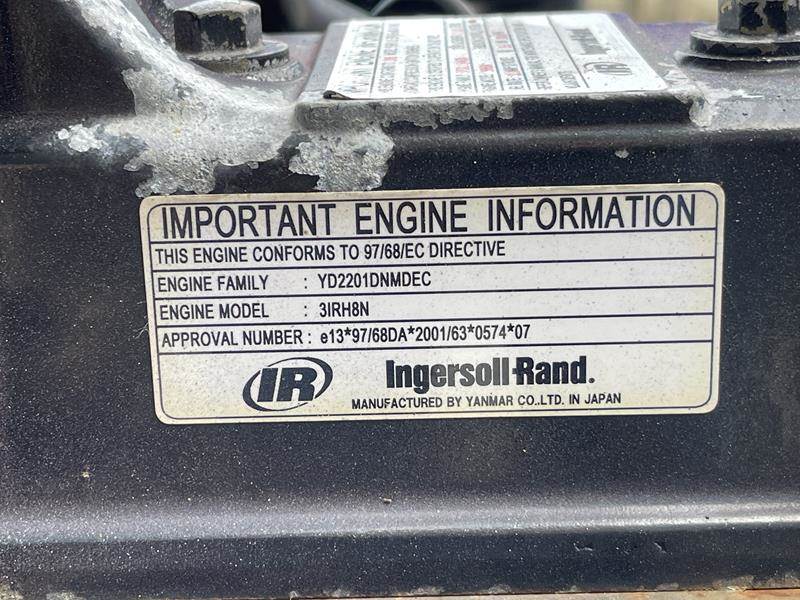 IMPORTANT ENGINE INFORMATION
THIS ENGINE CONFORMS TO 97/68/EC DIRECTIVE
ENGINE FAMILY : YD2201DNMDEC
ENGINE MODEL : 3IRH8N
APPROVAL NUMBER : e13*97/68DA*2001/63*0574*07
IR Ingersoll-Rand.
MANUFACTURED BY YANMAR CO.,LTD. IN JAPAN